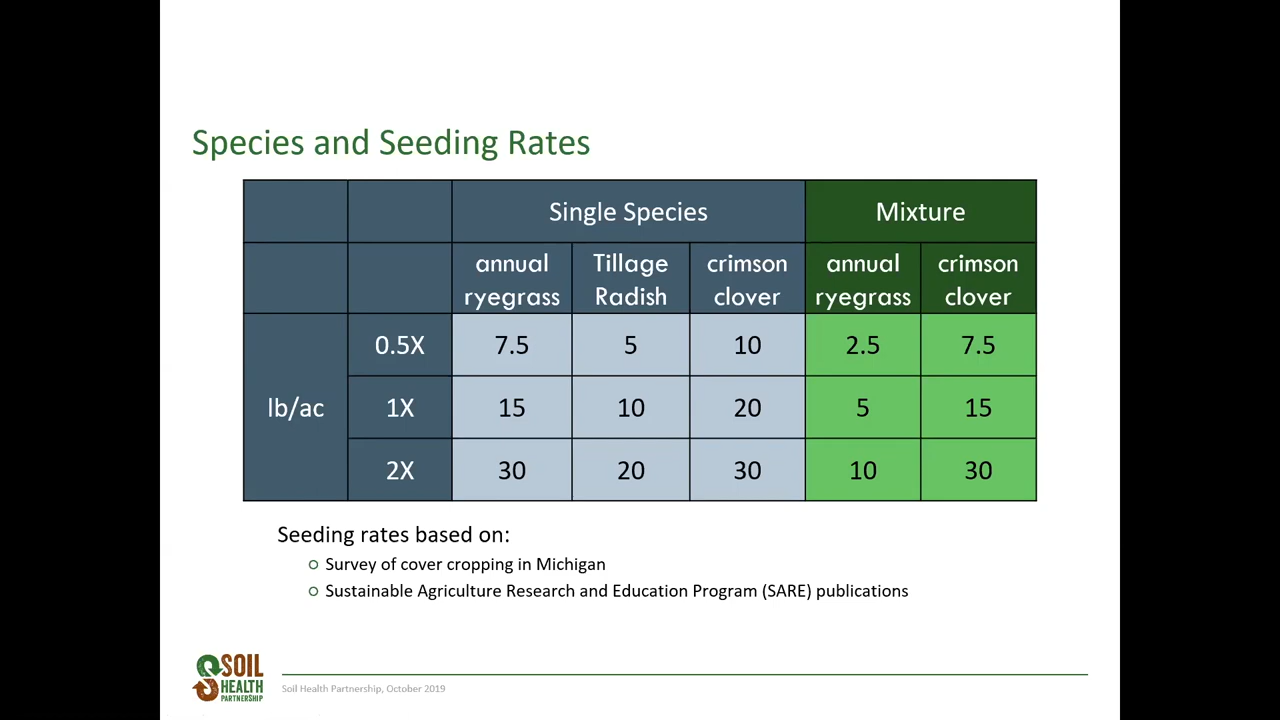 Species and Seeding Rates
Single Species Mixture
annual ryegrass Tillage Radish crimson clover annual ryegrass crimson clover
lb/ac
0.5X 7.5 5 10 2.5 7.5
1X 15 10 20 5 15
2X 30 20 30 10 30
Seeding rates based on:
Survey of cover cropping in Michigan
Sustainable Agriculture Research and Education Program (SARE) publications
SOIL
HEALTH
PARTNERSHIP
Soil Health Partnership, October 2019